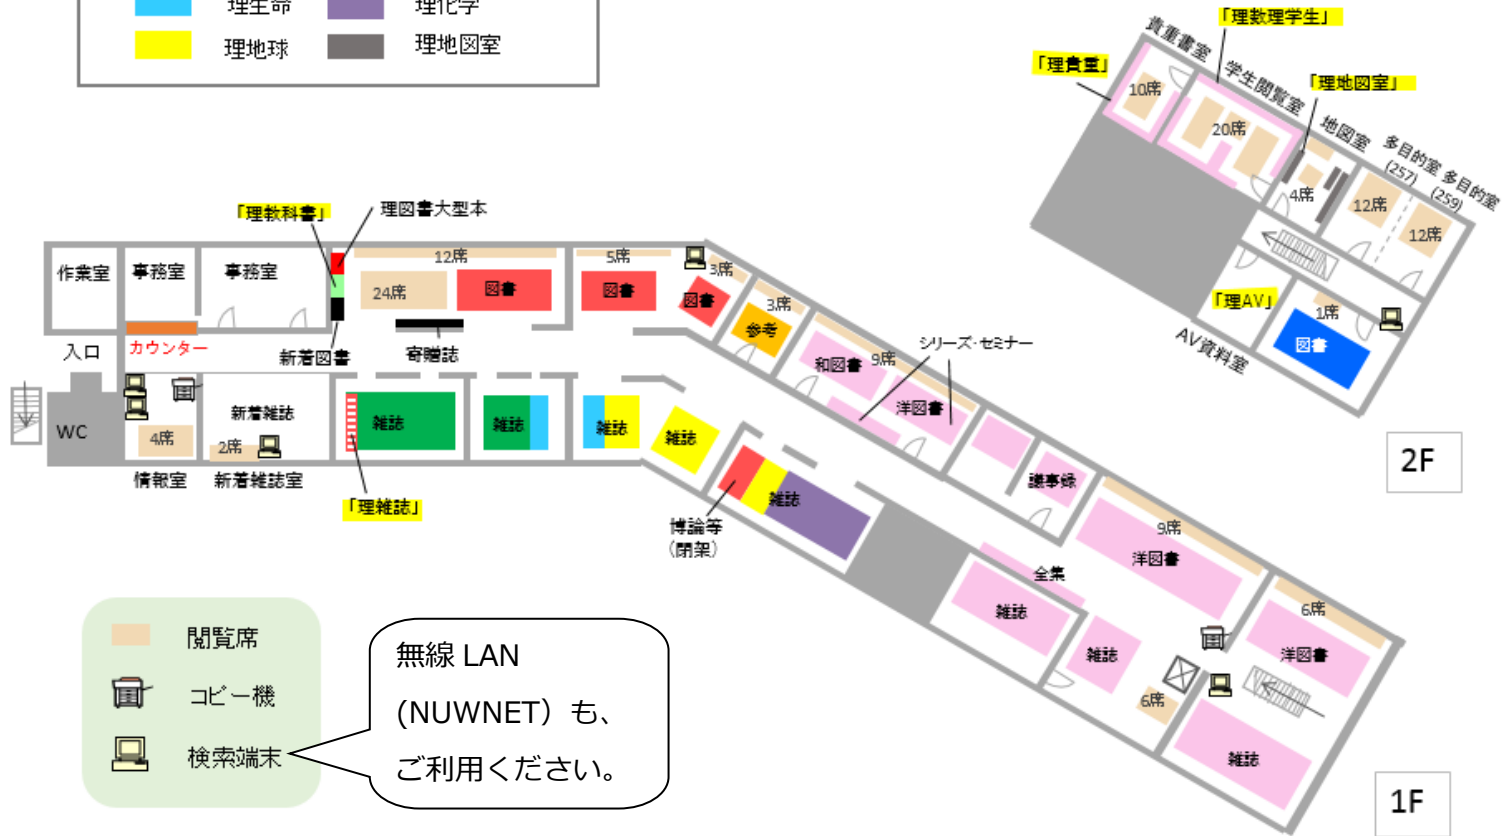 理生命
理化学
理地球
理地図室
「理数理学生」
貴重書室
「理貴重」
学生閲覧室
「理地図室」
10席
20席
地図室
多目的室
(257)
多目的室
(259)
4席
12席
12席
「理AV」
1席
図書
AV資料室
2F
「理教科書」
理図書大型本
作業室
事務室
事務室
12席
5席
3席
24席
図書
図書
図書
3席
参考
入口
カウンター
新着図書
寄贈誌
シリーズ・セミナー
和図書
9席
洋図書
WC
新着雑誌
4席
2席
雑誌
雑誌
雑誌
雑誌
情報室
新着雑誌室
「理雑誌」
雑誌
博論等
(閉架)
議事録
9席
洋図書
全集
雑誌
雑誌
6席
6席
洋図書
雑誌
1F
閲覧席
コピー機
検索端末
無線 LAN
(NUWNET) も、
ご利用ください。